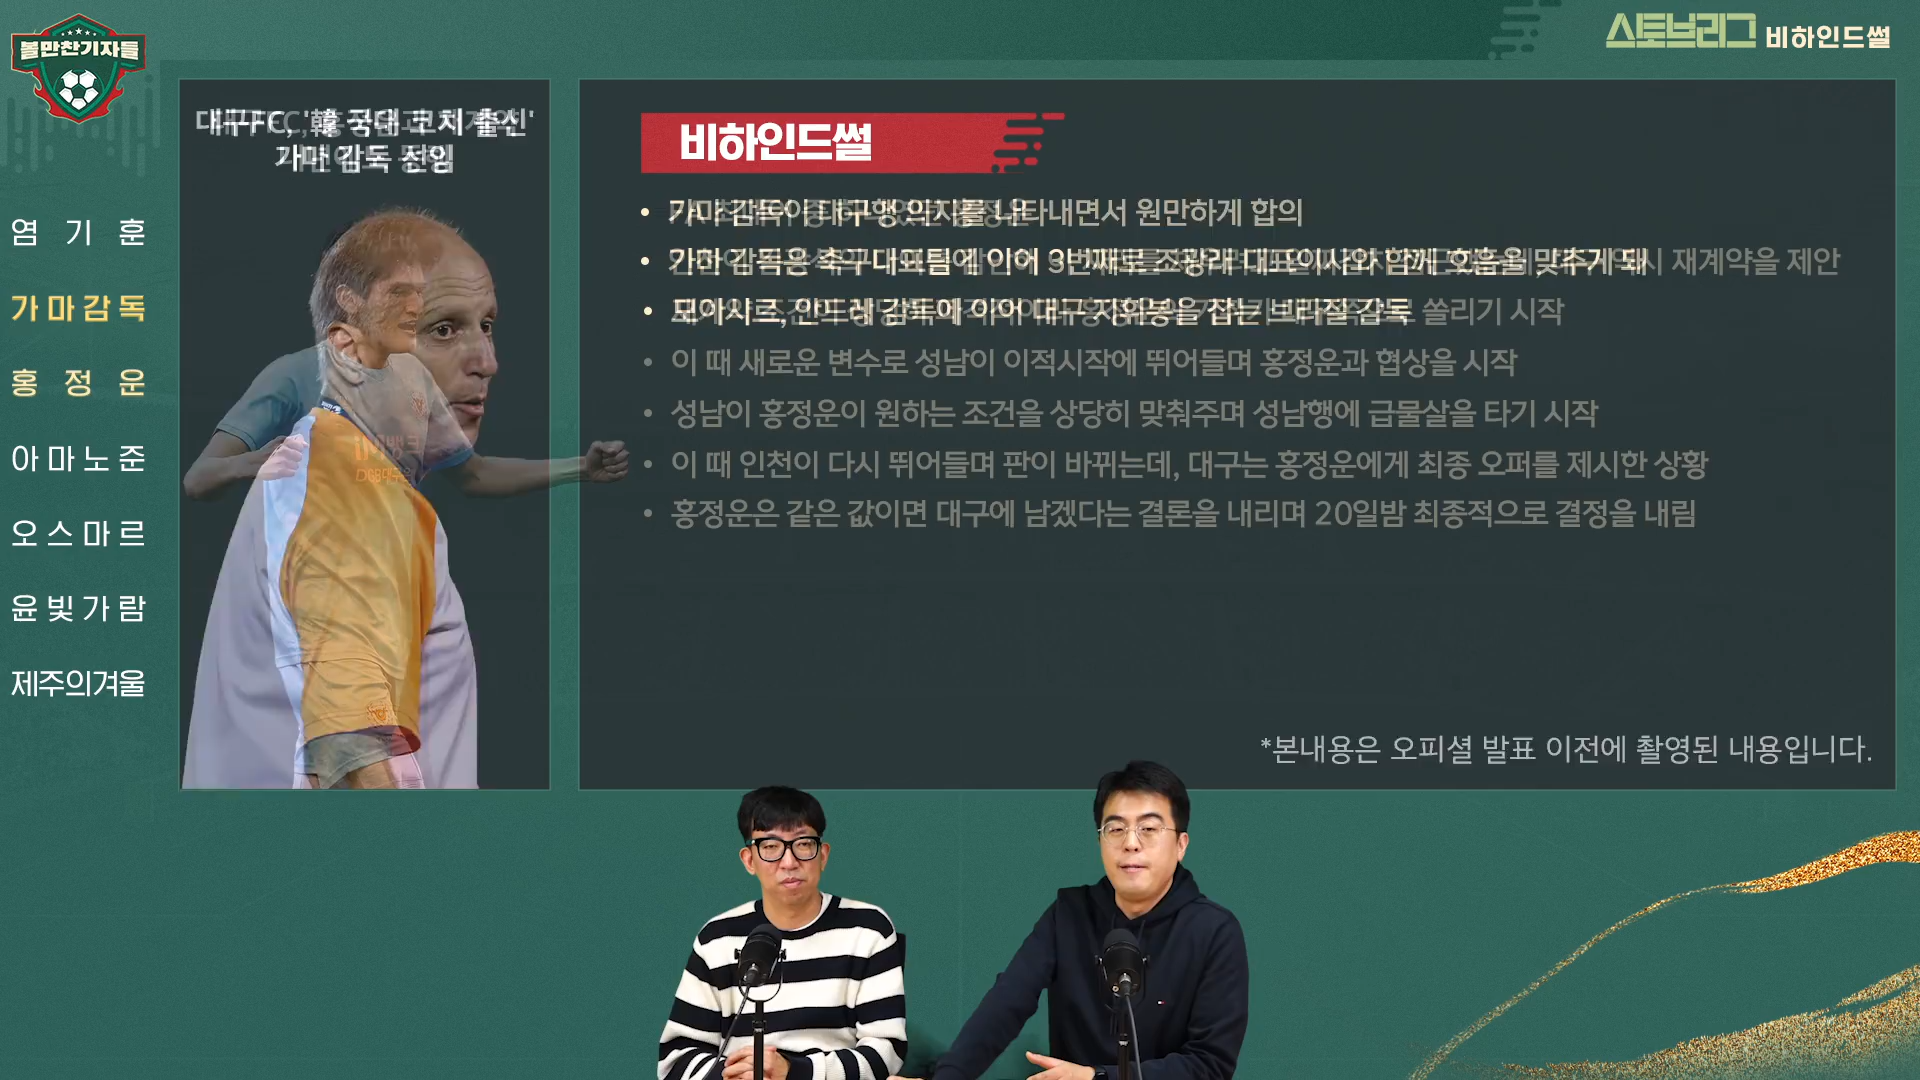 볼만찬기자들
스토브리그 비하인드썰
염기훈
가마감독
홍정운
아마노준
오스마르
윤빛가람
제주의겨울
대구FC, '韓 국대 코치 출신'
가마 감독 선임
비하인드썰
• 가마 감독이 대구행 의지를 나타내면서 원만하게 합의
• 가마 감독은 축구대표팀에 이어 3번째로 조광래 대표이사와 함께 호흡을 맞추게 돼 재계약을 제안
• 모아시르, 안드레 감독에 이어 대구 지휘봉을 잡는 브라질 감독 쏠리기 시작
• 이 때 새로운 변수로 성남이 이적시작에 뛰어들며 홍정운과 협상을 시작
• 성남이 홍정운이 원하는 조건을 상당히 맞춰주며 성남행에 급물살을 타기 시작
• 이 때 인천이 다시 뛰어들며 판이 바뀌는데, 대구는 홍정운에게 최종 오퍼를 제시한 상황
• 홍정운은 같은 값이면 대구에 남겠다는 결론을 내리며 20일밤 최종적으로 결정을 내림
*본내용은 오피셜 발표 이전에 촬영된 내용입니다.